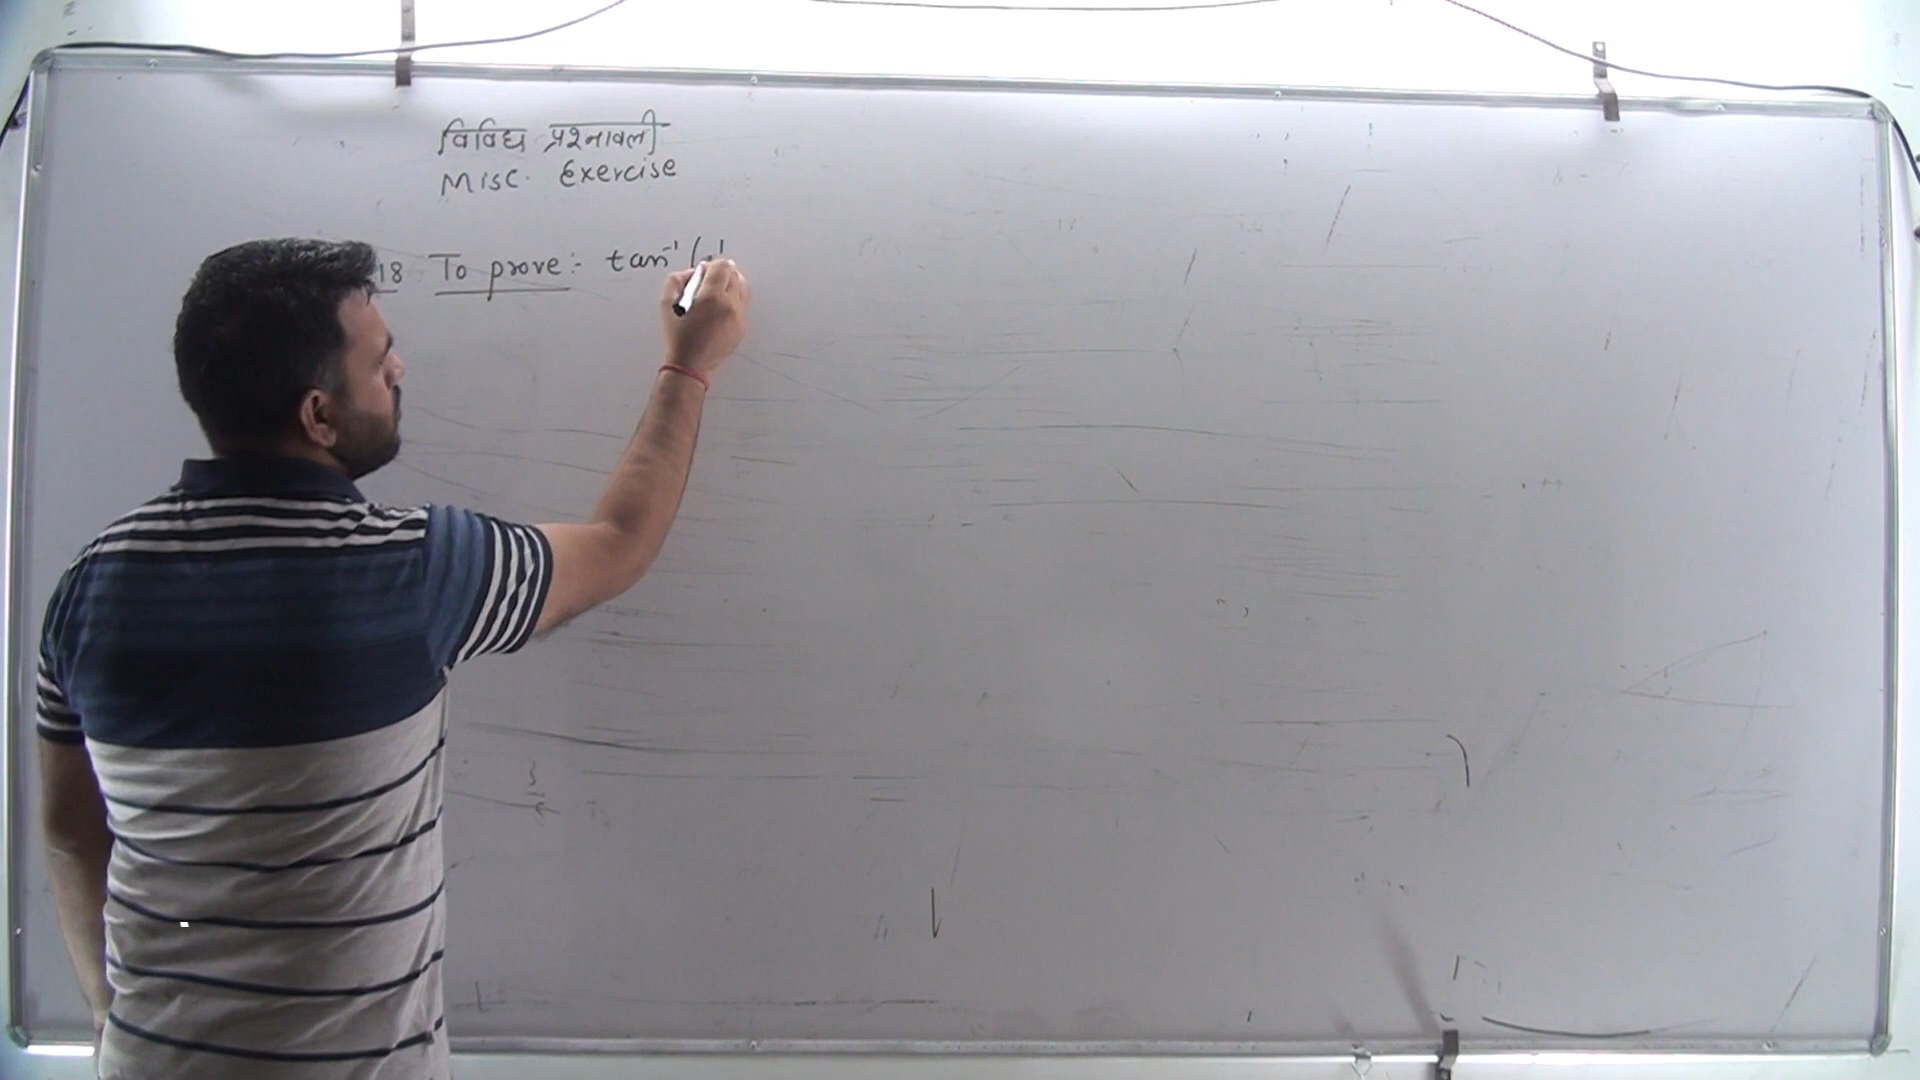 विविध प्रश्नावली
Misc. Exercise
18 To prove:- tan⁻¹ (